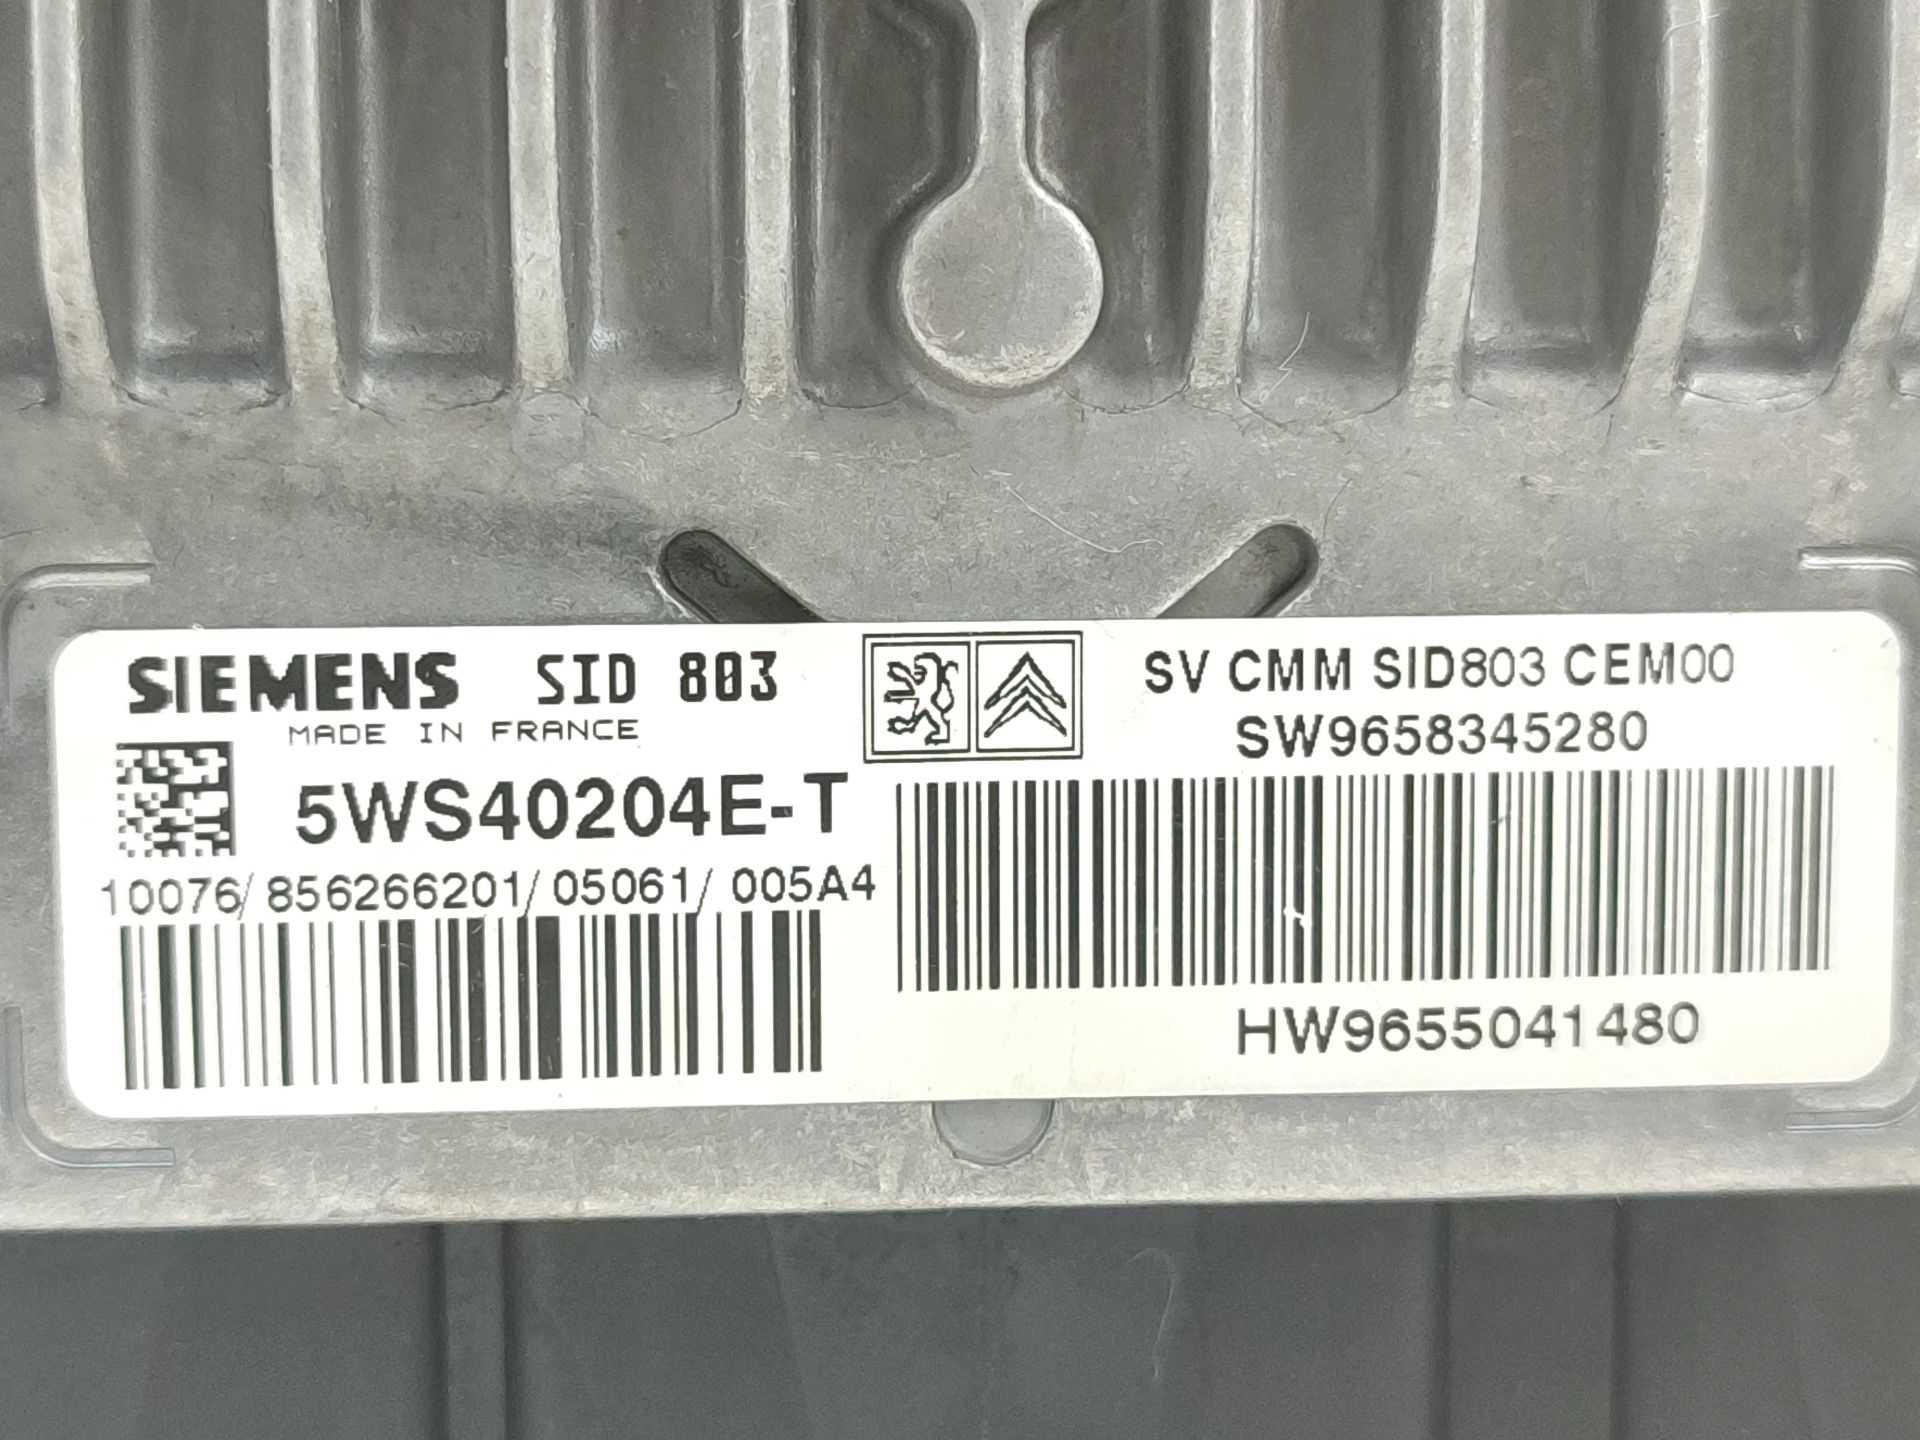 SIEMENS SID 803
MADE IN FRANCE
5WS40204E-T
10076/856266201/05061/005A4
SV CMM SID803 CEM00
SW9658345280
HW9655041480